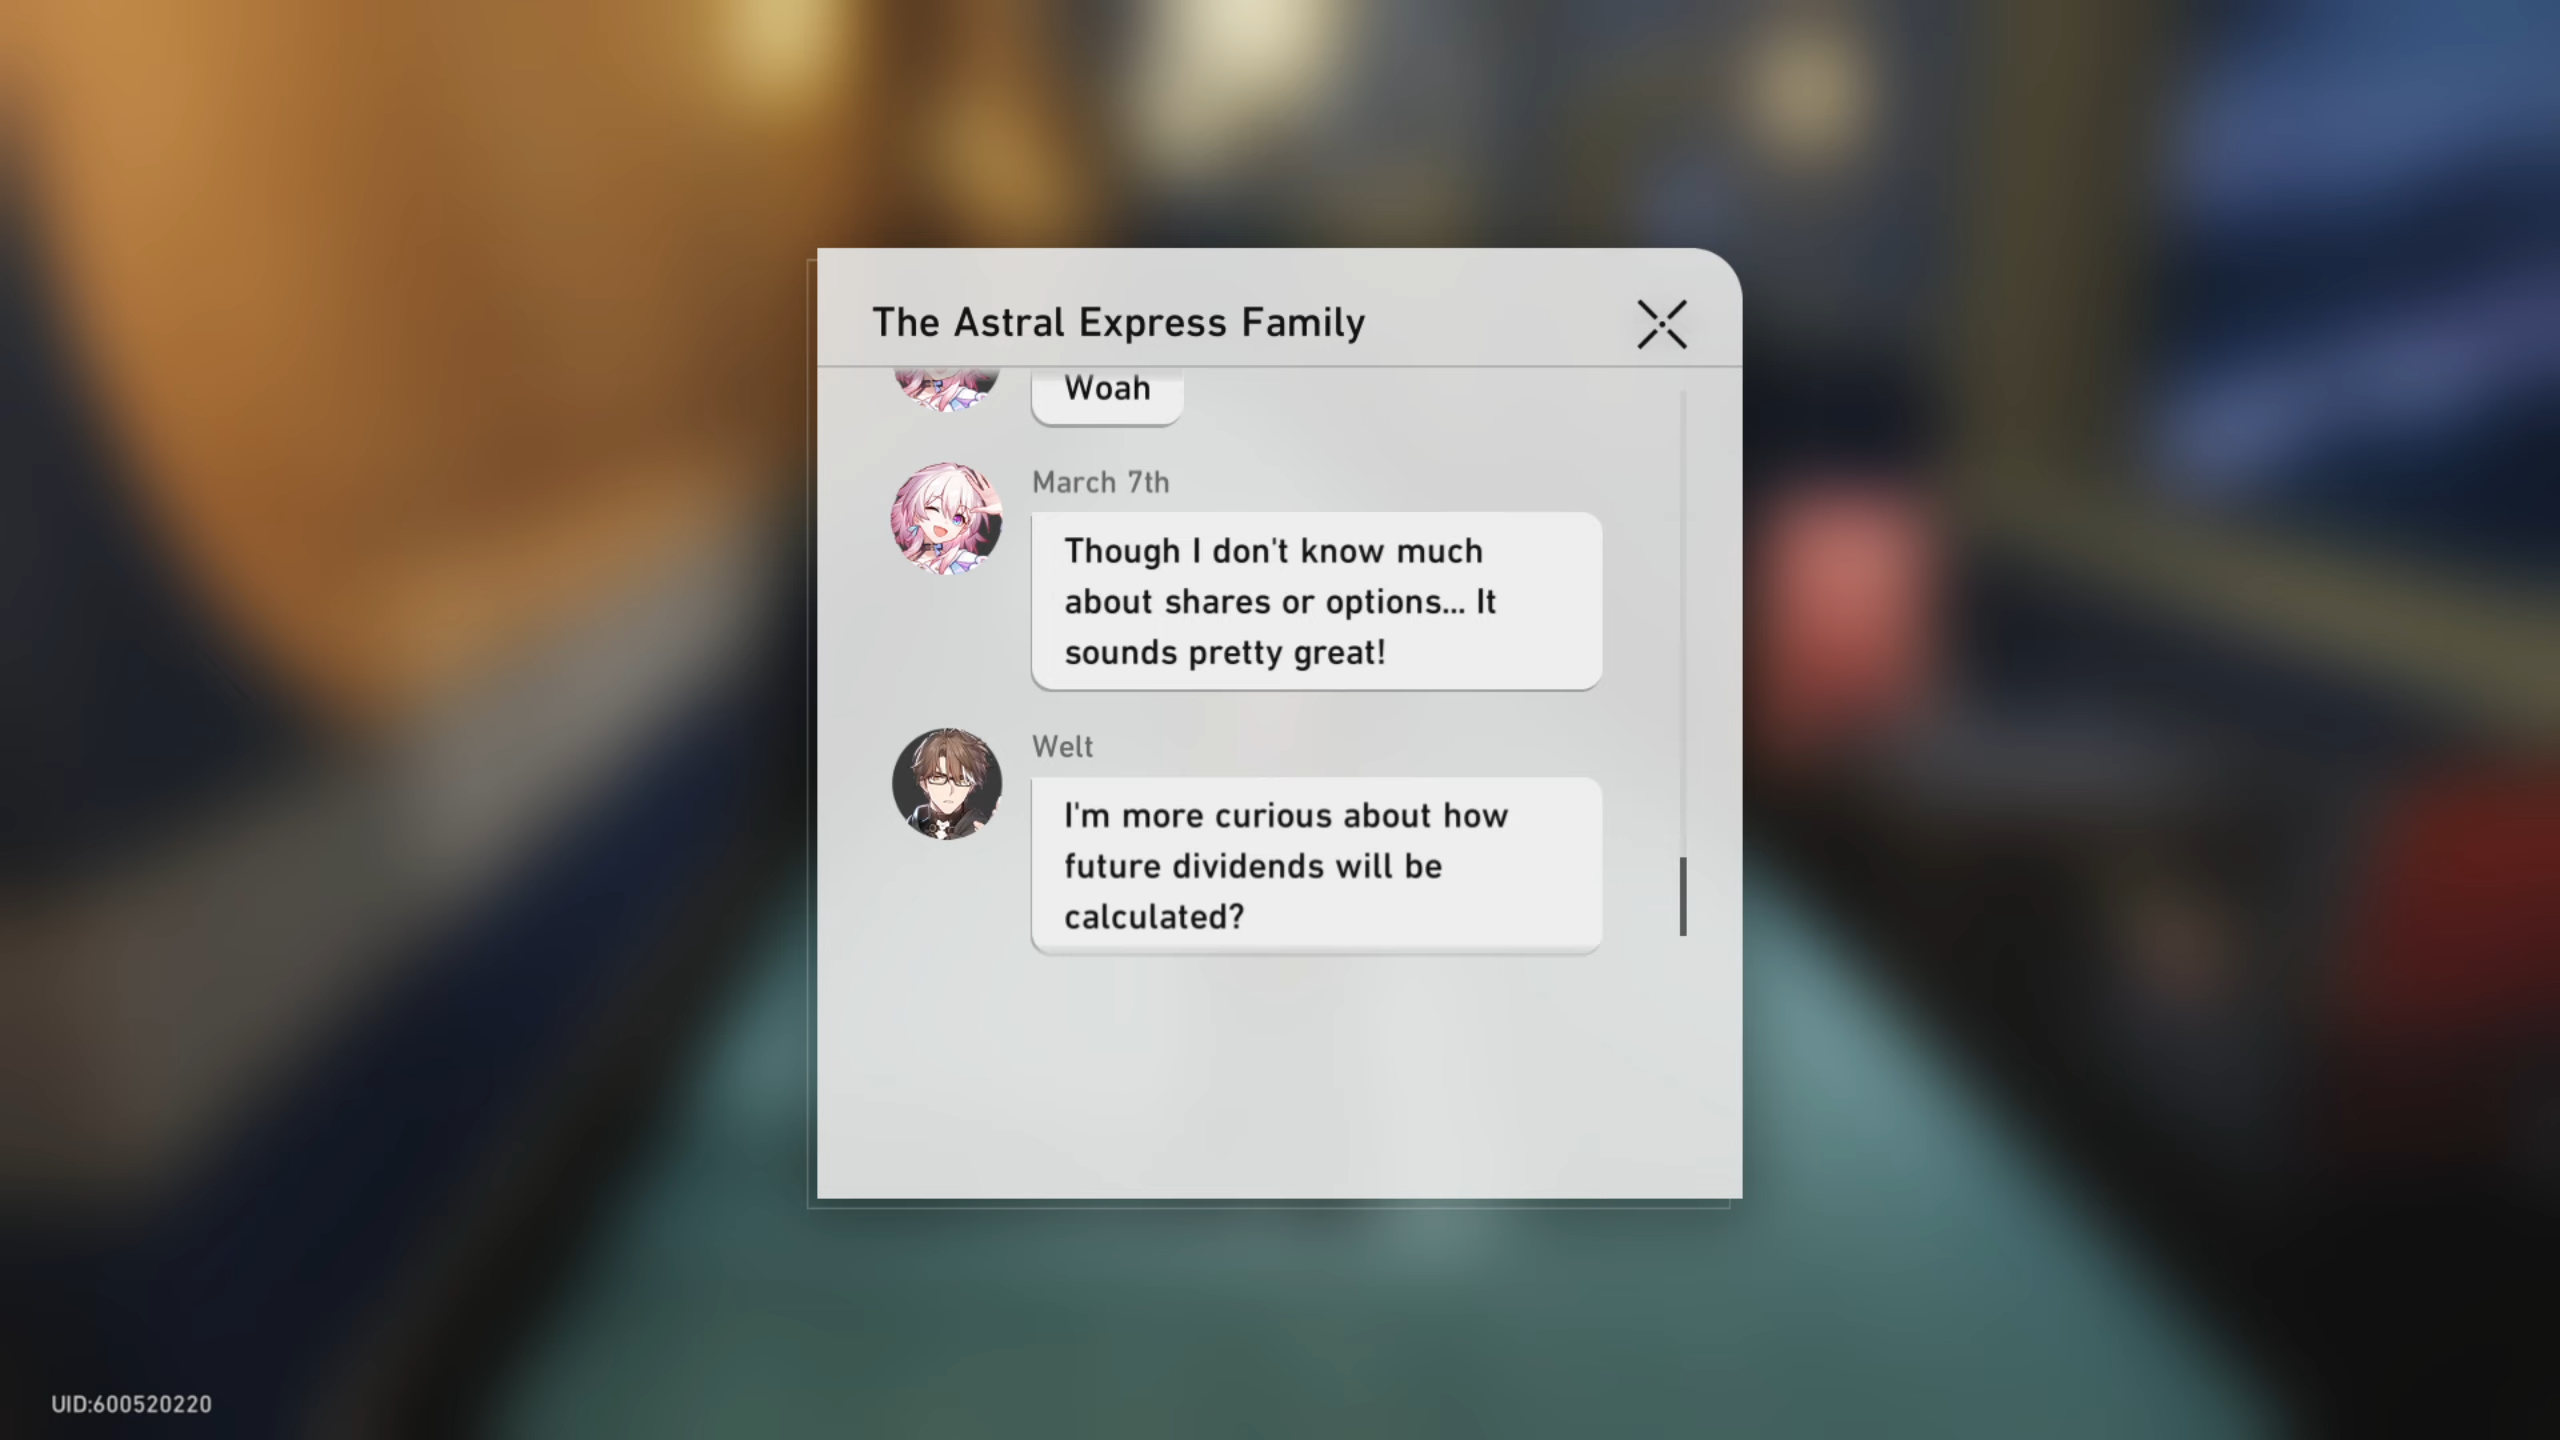 The Astral Express Family
Woah
March 7th
Though I don't know much
about shares or options... It
sounds pretty great!
Welt
I'm more curious about how
future dividends will be
calculated?
UID:600520220